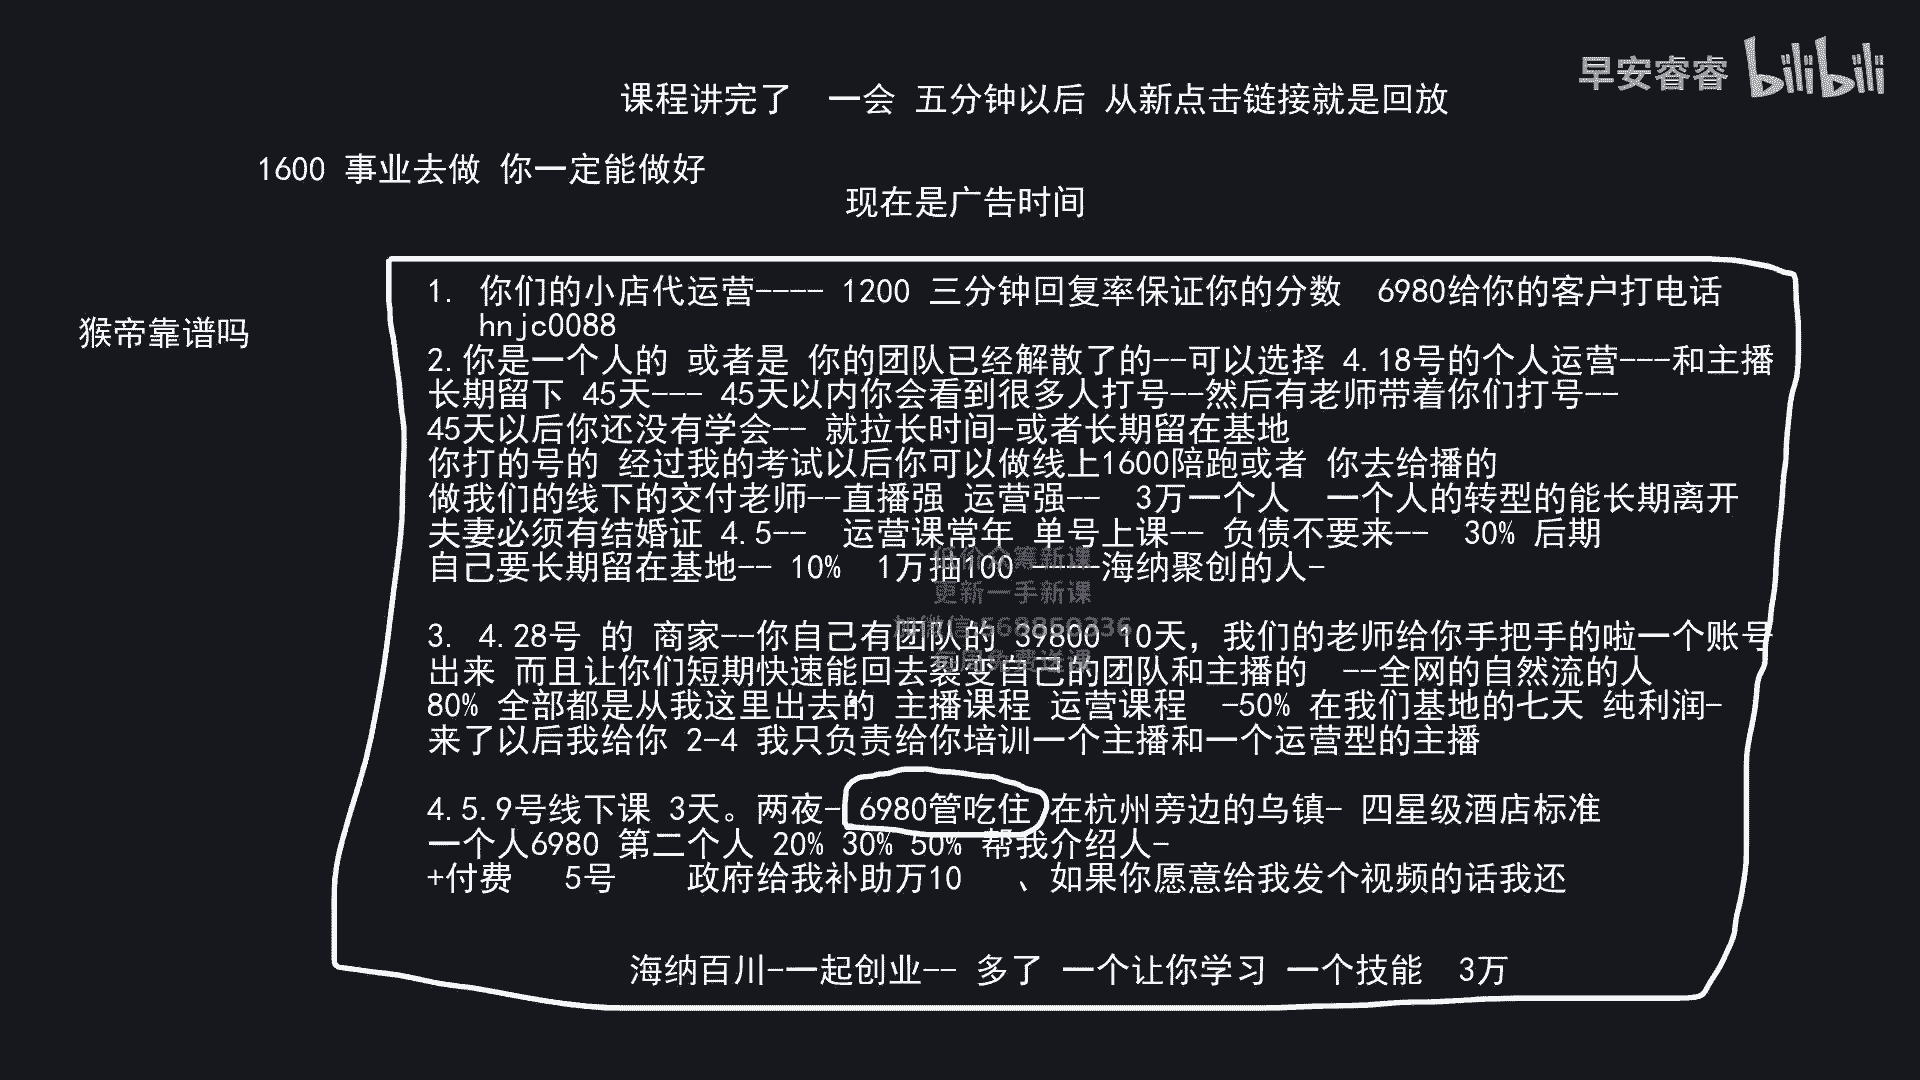 早安睿睿 bilibili
课程讲完了 一会 五分钟以后 从新点击链接就是回放
1600 事业去做 你一定能做好
现在是广告时间
猴帝靠谱吗
1. 你们的小店代运营---- 1200 三分钟回复率保证你的分数 6980给你的客户打电话
hnjc0088
2.你是一个人的 或者是 你的团队已经解散了的--可以选择 4.18号的个人运营---和主播
长期留下 45天--- 45天以内你会看到很多人打号--然后有老师带着你们打号--
45天以后你还没有学会-- 就拉长时间-或者长期留在基地
你打的号的 经过我的考试以后你可以做线上1600陪跑或者 你去给播的
做我们的线下的交付老师--直播强 运营强-- 3万一个人 一个人的转型的能长期离开
夫妻必须有结婚证 4.5-- 运营课常年 单号上课-- 负债不要来-- 30% 后期
自己要长期留在基地-- 10% 1万抽100 ----海纳聚创的人-
更新一手新课
3. 4.28号 的 商家--你自己有团队的 39800 10天，我们的老师给你手把手的啦一个账号
出来 而且让你们短期快速能回去裂变自己的团队和主播的 --全网的自然流的人
80% 全部都是从我这里出去的 主播课程 运营课程 -50% 在我们基地的七天 纯利润-
来了以后我给你 2-4 我只负责给你培训一个主播和一个运营型的主播
4.5.9号线下课 3天。两夜- 6980管吃住 在杭州旁边的乌镇- 四星级酒店标准
一个人6980 第二个人 20% 30% 50% 帮我介绍人-
+付费 5号 政府给我补助万10 、如果你愿意给我发个视频的话我还
海纳百川-一起创业-- 多了 一个让你学习 一个技能 3万